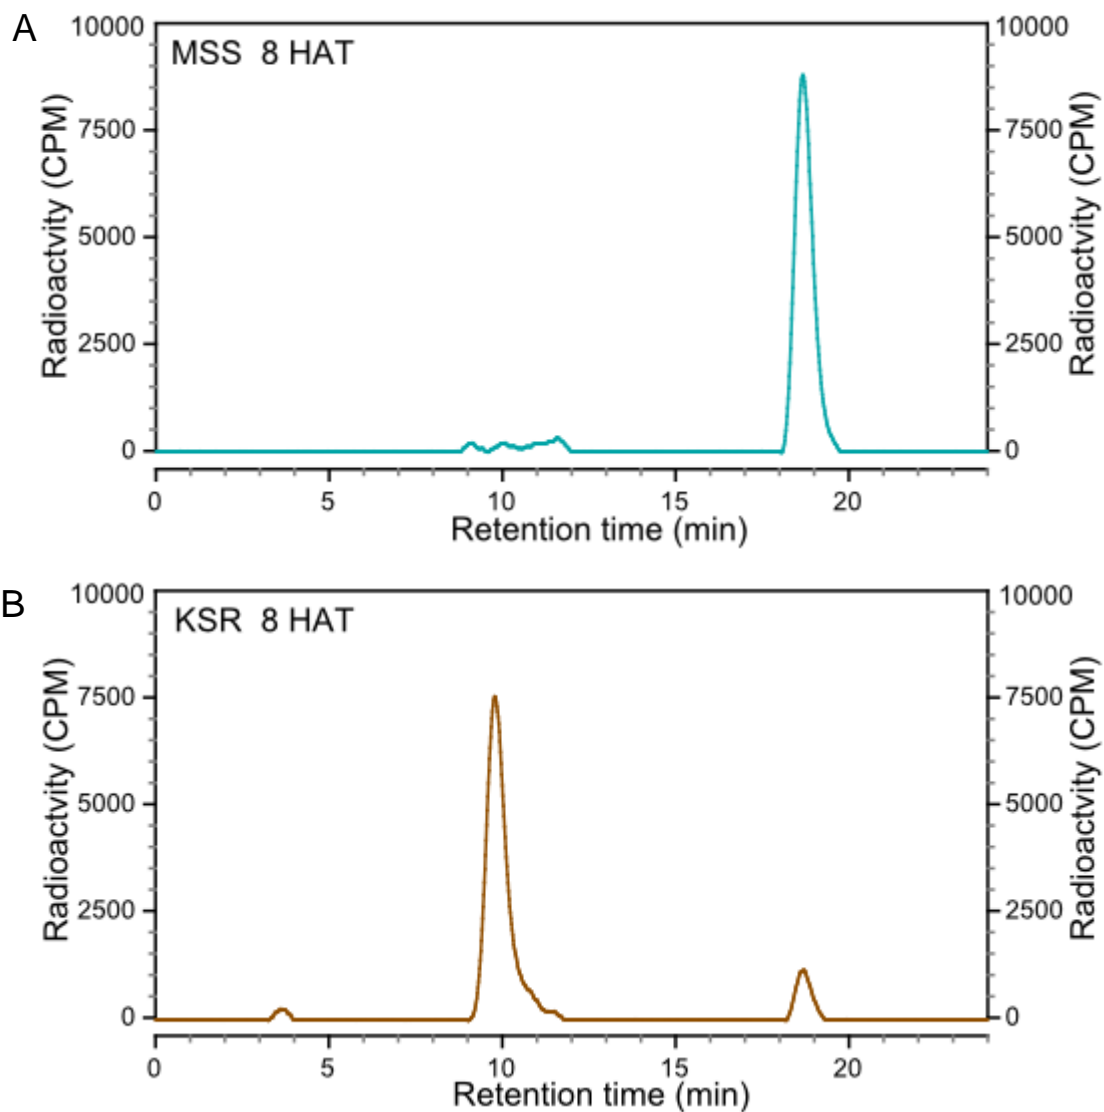 A
MSS 8 HAT
10000
7500
5000
2500
0
Radioactvity (CPM)
10000
7500
5000
2500
0
Radioactvity (CPM)
0 5 10 15 20
Retention time (min)
B
KSR 8 HAT
10000
7500
5000
2500
0
Radioactvity (CPM)
10000
7500
5000
2500
0
Radioactvity (CPM)
0 5 10 15 20
Retention time (min)